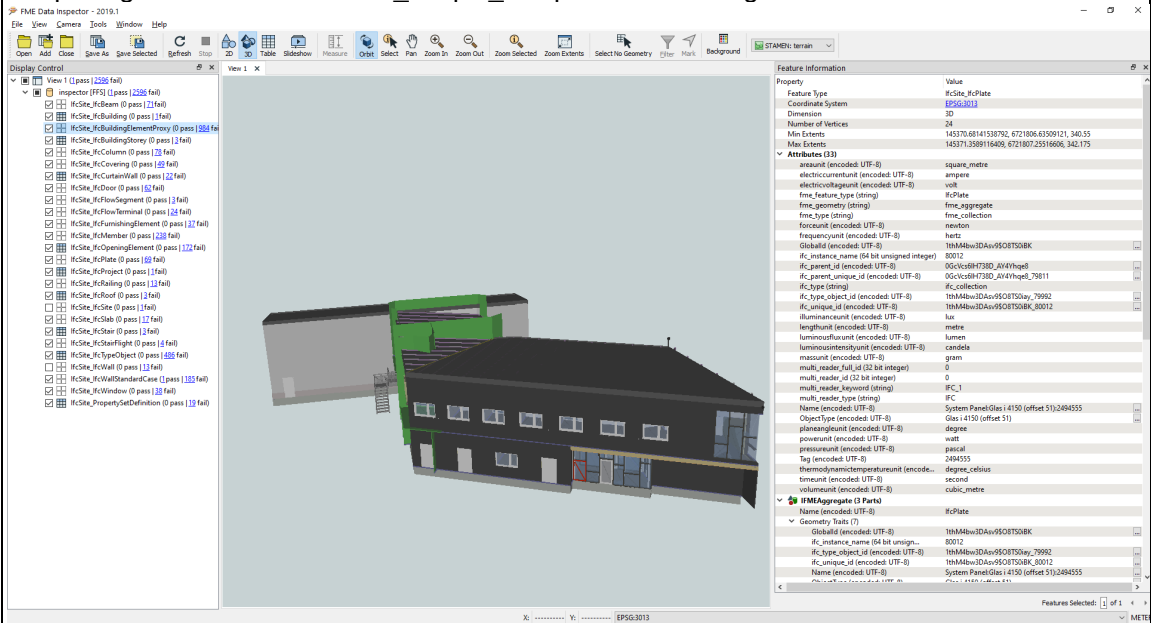 FME Data Inspector - 2019.1
File View Camera Tools Window Help
Open Add Close Save As Save Selected Refresh Stop 2D 3D Table Slideshow Measure Orbit Select Pan Zoom In Zoom Out Zoom Selected Zoom Extents Select No Geometry Filter Mark Background STAMEN: terrain
Display Control
View 1 (1 pass | 2596 fail)
inspector [FFS] (1 pass | 2596 fail)
IfcSite_IfcBeam (0 pass | 71 fail)
IfcSite_IfcBuilding (0 pass | 1 fail)
IfcSite_IfcBuildingElementProxy (0 pass | 984 fai
IfcSite_IfcBuildingStorey (0 pass | 3 fail)
IfcSite_IfcColumn (0 pass | 78 fail)
IfcSite_IfcCovering (0 pass | 49 fail)
IfcSite_IfcCurtainWall (0 pass | 22 fail)
IfcSite_IfcDoor (0 pass | 62 fail)
IfcSite_IfcFlowSegment (0 pass | 3 fail)
IfcSite_IfcFlowTerminal (0 pass | 24 fail)
IfcSite_IfcFurnishingElement (0 pass | 37 fail)
IfcSite_IfcMember (0 pass | 238 fail)
IfcSite_IfcOpeningElement (0 pass | 172 fail)
IfcSite_IfcPlate (0 pass | 69 fail)
IfcSite_IfcProject (0 pass | 1 fail)
IfcSite_IfcRailing (0 pass | 13 fail)
IfcSite_IfcRoof (0 pass | 3 fail)
IfcSite_IfcSite (0 pass | 1 fail)
IfcSite_IfcSlab (0 pass | 17 fail)
IfcSite_IfcStair (0 pass | 3 fail)
IfcSite_IfcStairFlight (0 pass | 4 fail)
IfcSite_IfcTypeObject (0 pass | 486 fail)
IfcSite_IfcWall (0 pass | 13 fail)
IfcSite_IfcWallStandardCase (1 pass | 185 fail)
IfcSite_IfcWindow (0 pass | 38 fail)
IfcSite_PropertySetDefinition (0 pass | 19 fail)
View 1
Feature Information
Property Value
Feature Type IfcSite_IfcPlate
Coordinate System EPSG:3013
Dimension 3D
Number of Vertices 24
Min Extents 145370.68141538792, 6721806.63509121, 340.55
Max Extents 145371.3589116409, 6721807.25516606, 342.175
Attributes (33)
areaunit (encoded: UTF-8) square_metre
electriccurrentunit (encoded: UTF-8) ampere
electricvoltageunit (encoded: UTF-8) volt
fme_feature_type (string) IfcPlate
fme_geometry (string) fme_aggregate
fme_type (string) fme_collection
forceunit (encoded: UTF-8) newton
frequencyunit (encoded: UTF-8) hertz
GlobalId (encoded: UTF-8) 1thM4bw3DAsv9$O8TS0iBK
ifc_instance_name (64 bit unsigned integer) 80012
ifc_parent_id (encoded: UTF-8) 0GcVcs6IH738D_AY4Yhqe8
ifc_parent_unique_id (encoded: UTF-8) 0GcVcs6IH738D_AY4Yhqe8_79811
ifc_type (string) ifc_collection
ifc_type_object_id (encoded: UTF-8) 1thM4bw3DAsv9$O8TS0iay_79992
ifc_unique_id (encoded: UTF-8) 1thM4bw3DAsv9$O8TS0iBK_80012
illuminanceunit (encoded: UTF-8) lux
lengthunit (encoded: UTF-8) metre
luminousfluxunit (encoded: UTF-8) lumen
luminousintensityunit (encoded: UTF-8) candela
massunit (encoded: UTF-8) gram
multi_reader_full_id (32 bit integer) 0
multi_reader_id (32 bit integer) 0
multi_reader_keyword (string) IFC_1
multi_reader_type (string) IFC
Name (encoded: UTF-8) System Panel:Glas i 4150 (offset 51):2494555
ObjectType (encoded: UTF-8) Glas i 4150 (offset 51)
planeangleunit (encoded: UTF-8) degree
powerunit (encoded: UTF-8) watt
pressureunit (encoded: UTF-8) pascal
Tag (encoded: UTF-8) 2494555
thermodynamictemperatureunit (encode... degree_celsius
timeunit (encoded: UTF-8) second
volumeunit (encoded: UTF-8) cubic_metre
IFMEAggregate (3 Parts)
Name (encoded: UTF-8) IfcPlate
Geometry Traits (7)
GlobalId (encoded: UTF-8) 1thM4bw3DAsv9$O8TS0iBK
ifc_instance_name (64 bit unsign... 80012
ifc_type_object_id (encoded: UTF-8) 1thM4bw3DAsv9$O8TS0iay_79992
ifc_unique_id (encoded: UTF-8) 1thM4bw3DAsv9$O8TS0iBK_80012
Name (encoded: UTF-8) System Panel:Glas i 4150 (offset 51):2494555
Features Selected: 1 of 1
X: ---------- Y: ---------- EPSG:3013 METE